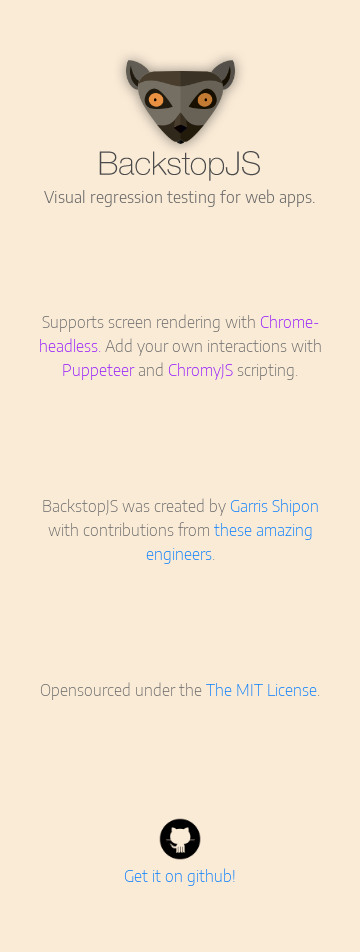 BackstopJS
Visual regression testing for web apps.
Supports screen rendering with Chrome-
headless. Add your own interactions with
Puppeteer and ChromyJS scripting.
BackstopJS was created by Garris Shipon
with contributions from these amazing
engineers.
Opensourced under the The MIT License.
Get it on github!